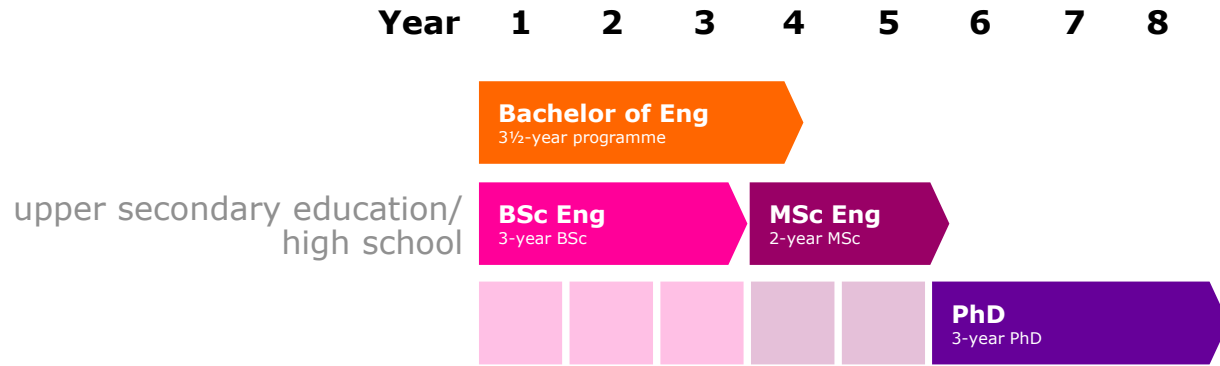 Year 1 2 3 4 5 6 7 8
Bachelor of Eng
3½-year programme
upper secondary education/
high school
BSc Eng
3-year BSc
MSc Eng
2-year MSc
PhD
3-year PhD